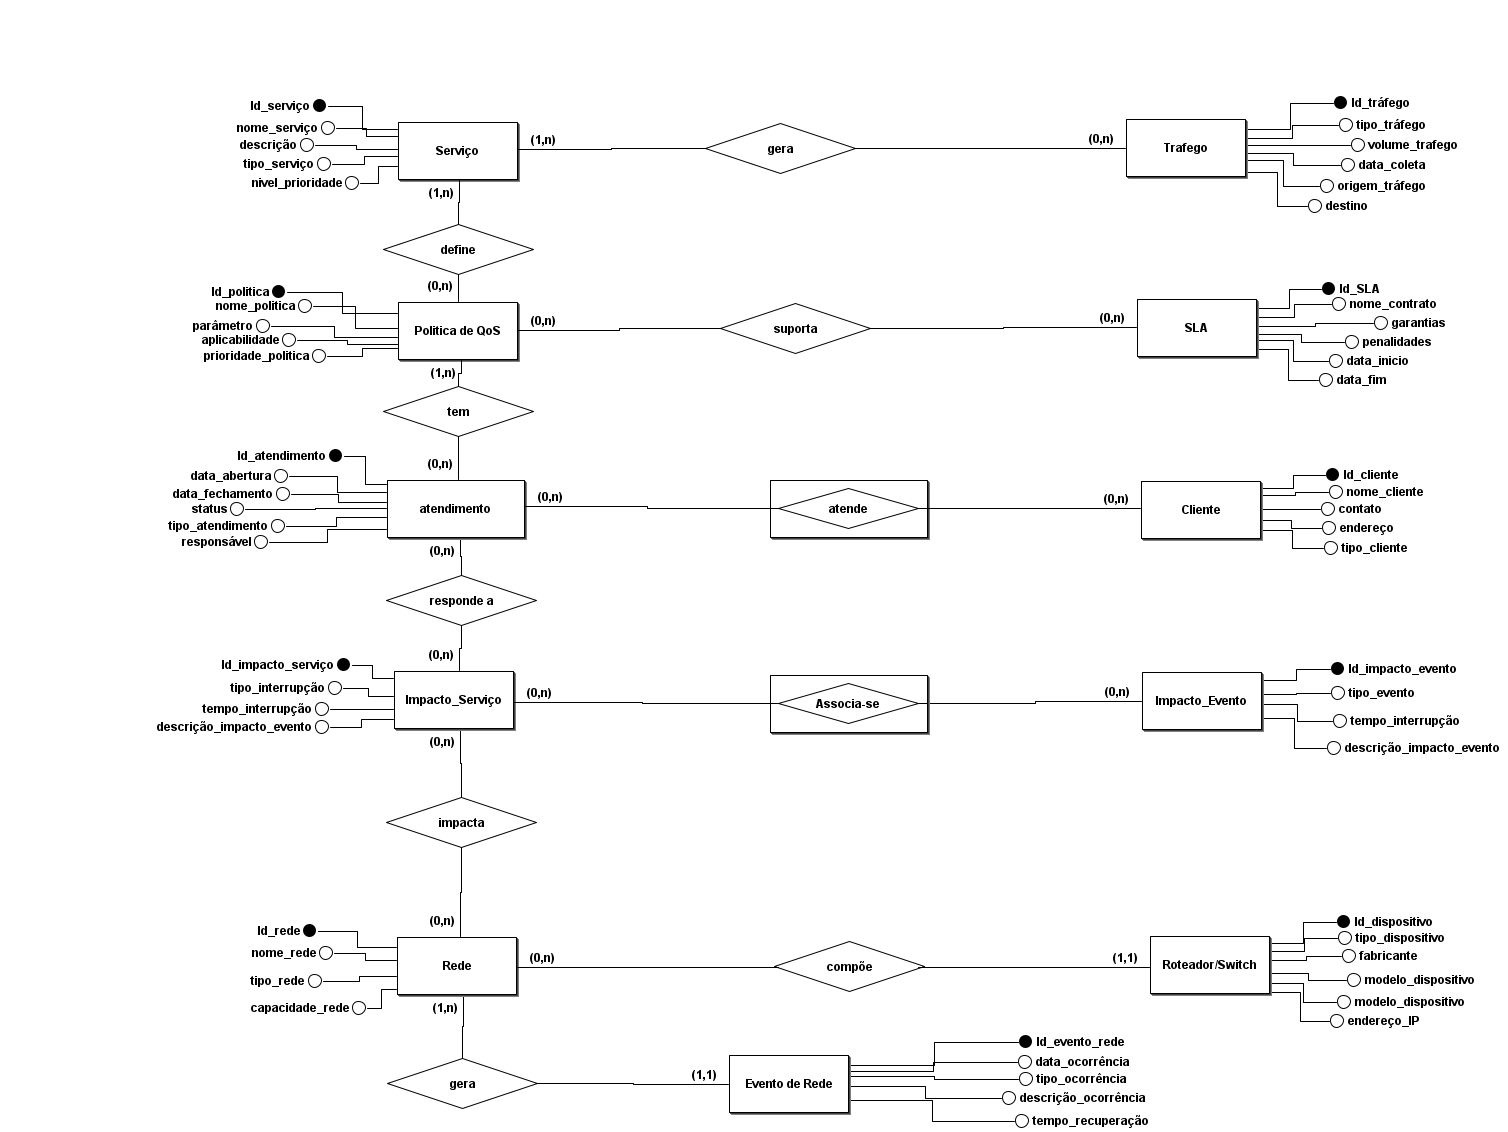 Id_serviço
nome_serviço
descrição
tipo_serviço
nivel_prioridade
Serviço
(1,n)
gera
(0,n)
Trafego
Id_tráfego
tipo_tráfego
volume_trafego
data_coleta
origem_tráfego
destino
(1,n)
define
(0,n)
Id_politica
nome_politica
parâmetro
aplicabilidade
prioridade_politica
Politica de QoS
(0,n)
suporta
(0,n)
SLA
Id_SLA
nome_contrato
garantias
penalidades
data_inicio
data_fim
(1,n)
tem
(0,n)
Id_atendimento
data_abertura
data_fechamento
status
tipo_atendimento
responsável
atendimento
(0,n)
atende
(0,n)
Cliente
Id_cliente
nome_cliente
contato
endereço
tipo_cliente
(0,n)
responde a
(0,n)
Id_impacto_serviço
tipo_interrupção
tempo_interrupção
descrição_impacto_evento
Impacto_Serviço
(0,n)
Associa-se
(0,n)
Impacto_Evento
Id_impacto_evento
tipo_evento
tempo_interrupção
descrição_impacto_evento
(0,n)
impacta
(0,n)
Id_rede
nome_rede
tipo_rede
capacidade_rede
Rede
(0,n)
compõe
(1,1)
Roteador/Switch
Id_dispositivo
tipo_dispositivo
fabricante
modelo_dispositivo
modelo_dispositivo
endereço_IP
(1,n)
gera
(1,1)
Evento de Rede
Id_evento_rede
data_ocorrência
tipo_ocorrência
descrição_ocorrência
tempo_recuperação